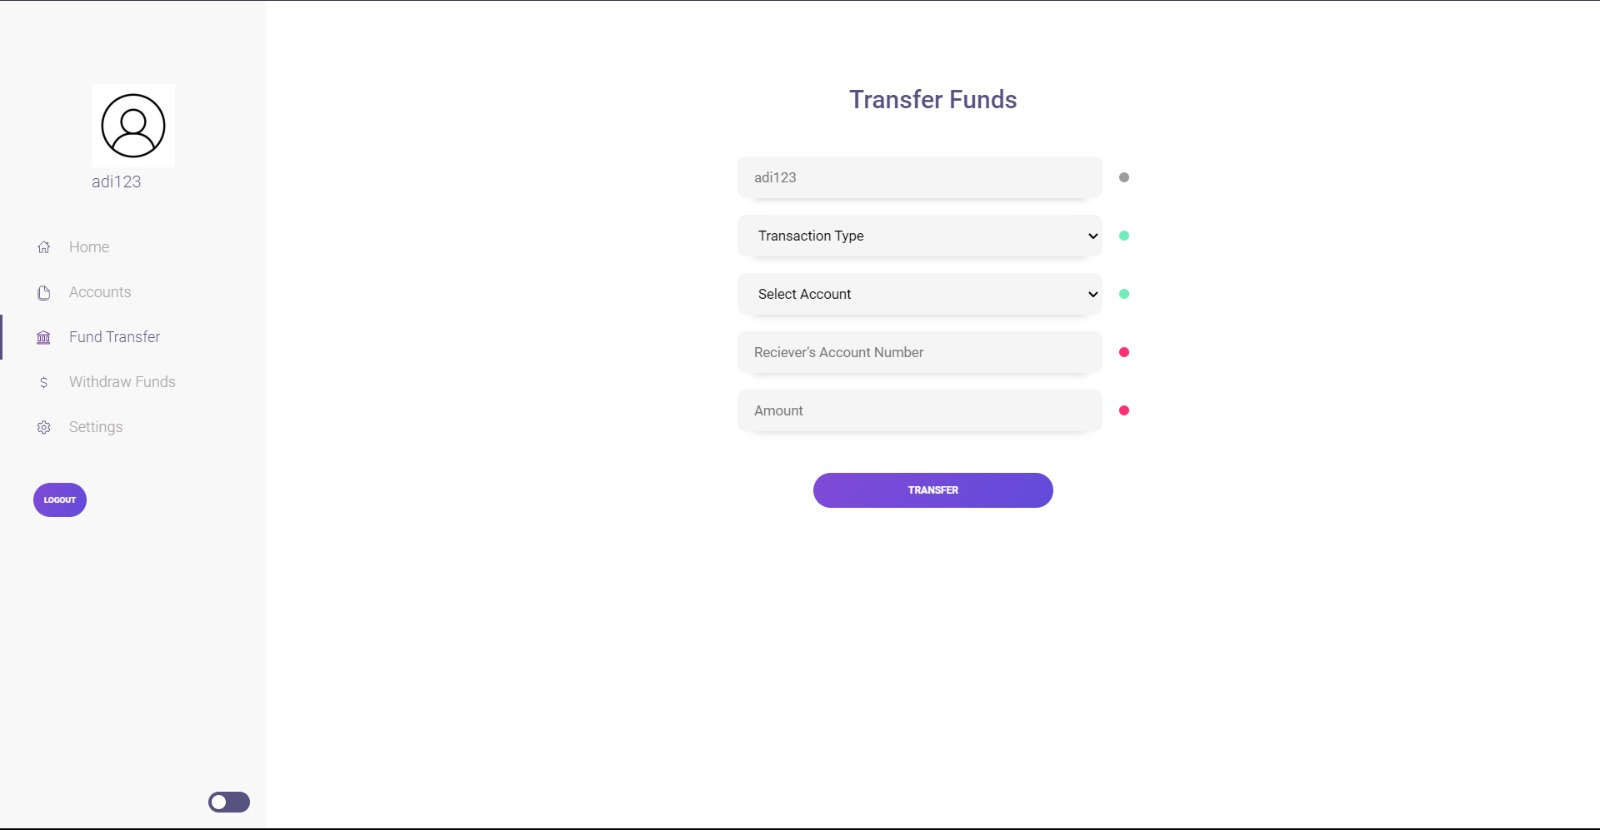 adi123
Home
Accounts
Fund Transfer
$ Withdraw Funds
Settings
LOGOUT
Transfer Funds
adi123
Transaction Type
Select Account
Reciever's Account Number
Amount
TRANSFER